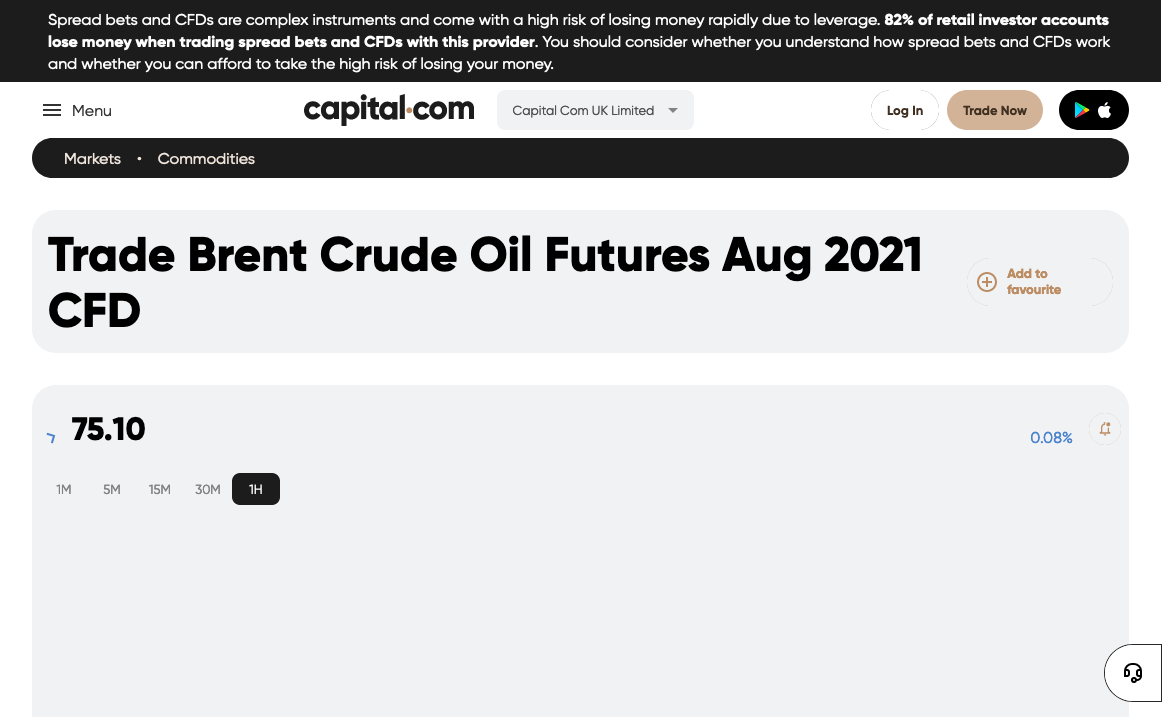 Spread bets and CFDs are complex instruments and come with a high risk of losing money rapidly due to leverage. 82% of retail investor accounts
lose money when trading spread bets and CFDs with this provider. You should consider whether you understand how spread bets and CFDs work
and whether you can afford to take the high risk of losing your money.
Menu
capital.com
Capital Com UK Limited
Log In
Trade Now
Markets • Commodities
Trade Brent Crude Oil Futures Aug 2021
CFD
Add to
favourite
75.10
0.08%
1M 5M 15M 30M 1H